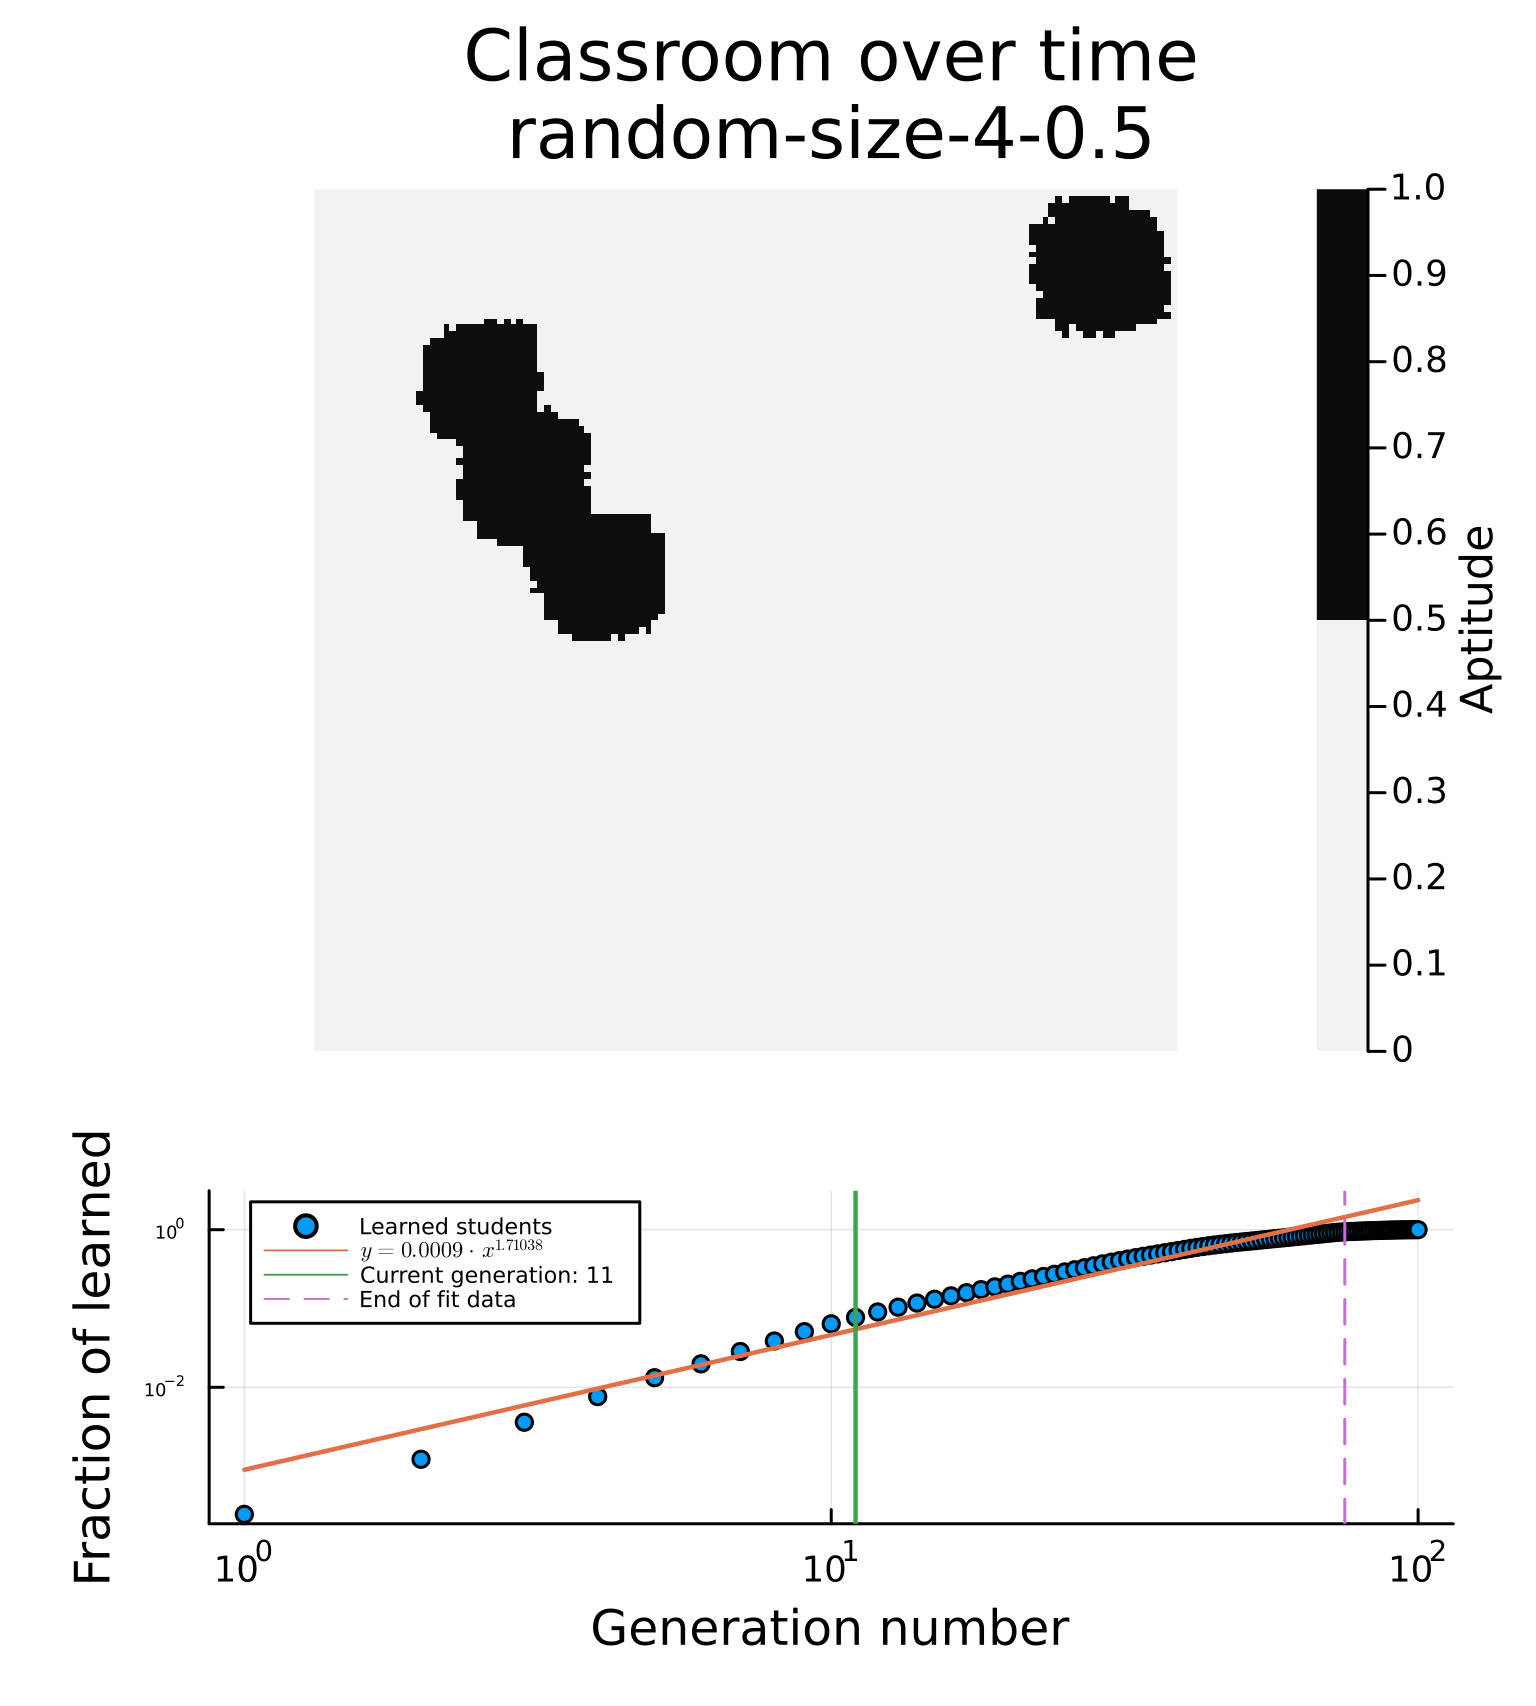 Classroom over time
random-size-4-0.5
1.0
0.9
0.8
0.7
0.6
0.5
0.4
0.3
0.2
0.1
0
Aptitude
Fraction of learned
10^0
10^-2
Learned students
y = 0.0009 · x^1.71038
Current generation: 11
End of fit data
10^0
10^1
10^2
Generation number